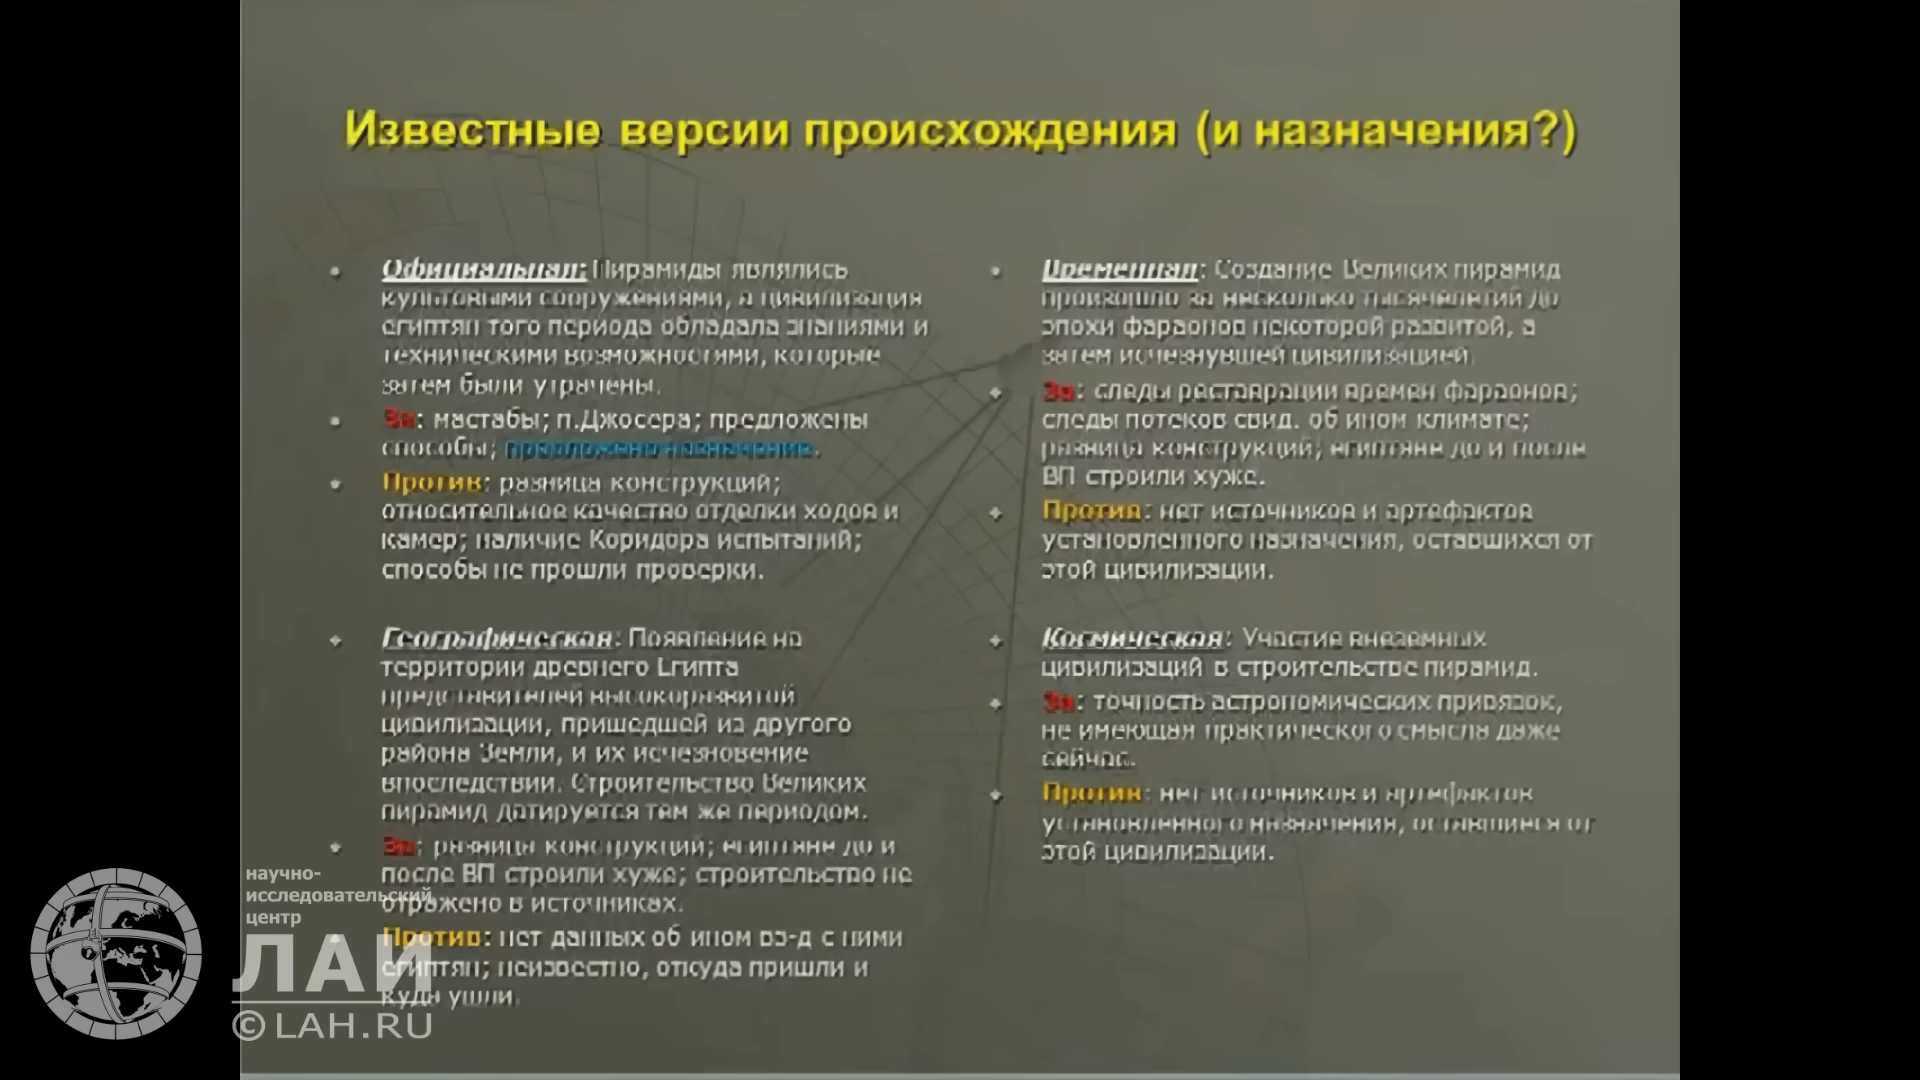 Известные версии происхождения (и назначения?)
Официальная: Пирамиды являлись
культовыми сооружениями, а цивилизация
египтян того периода обладала знаниями и
техническими возможностями, которые
затем были утрачены.
За: мастабы; п.Джосера; предложены
способы; предложено назначение.
Против: разница конструкций;
относительное качество отделки ходов и
камер; наличие Коридора испытаний;
способы не прошли проверки.
Географическая: Появление на
территории древнего Египта
представителей высокоразвитой
цивилизации, пришедшей из другого
района Земли, и их исчезновение
впоследствии. Строительство Великих
пирамид датируется тем же периодом.
За: разница конструкций; египтяне до и
после ВП строили хуже; строительство не
отражено в источниках.
Против: нет данных об ином вз-д с ними
египтян; неизвестно, откуда пришли и
куда ушли.
Временная: Создание Великих пирамид
произошло за несколько тысячелетий до
эпохи фараонов некоторой развитой, а
затем исчезнувшей цивилизацией.
За: следы реставрации времен фараонов;
следы потеков свид. об ином климате;
разница конструкций; египтяне до и после
ВП строили хуже.
Против: нет источников и артефактов
установленного назначения, оставшихся от
этой цивилизации.
Космическая: Участие внеземных
цивилизаций в строительстве пирамид.
За: точность астрономических привязок,
не имеющая практического смысла даже
сейчас.
Против: нет источников и артефактов
установленного назначения, оставшихся от
этой цивилизации.
научно-
исследовательский
центр
ЛАИ
©LAH.RU